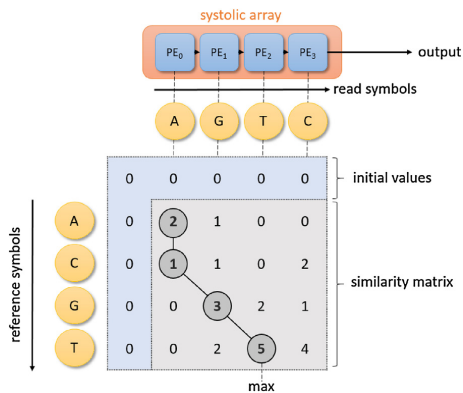 systolic array
PE0 PE1 PE2 PE3 output
read symbols
A G T C
0 0 0 0 0 initial values
A 0 2 1 0 0
C 0 1 1 0 2
similarity matrix
G 0 0 3 2 1
T 0 0 2 5 4
reference symbols
max